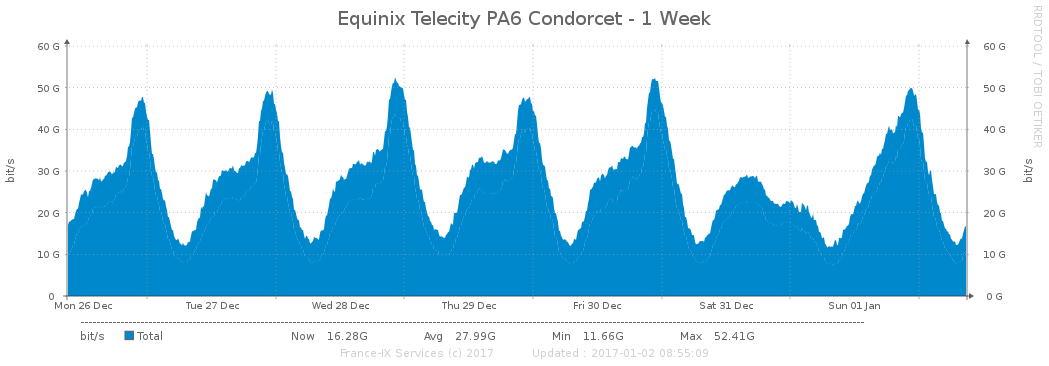 Equinix Telecity PA6 Condorcet - 1 Week
RRDTOOL / TOBI OETIKER
60 G 60 G
50 G 50 G
40 G 40 G
30 G 30 G
20 G 20 G
10 G 10 G
0 0 G
bit/s bit/s
Mon 26 Dec Tue 27 Dec Wed 28 Dec Thu 29 Dec Fri 30 Dec Sat 31 Dec Sun 01 Jan
bit/s Total Now 16.28G Avg 27.99G Min 11.66G Max 52.41G
France-IX Services (c) 2017 Updated : 2017-01-02 08:55:09